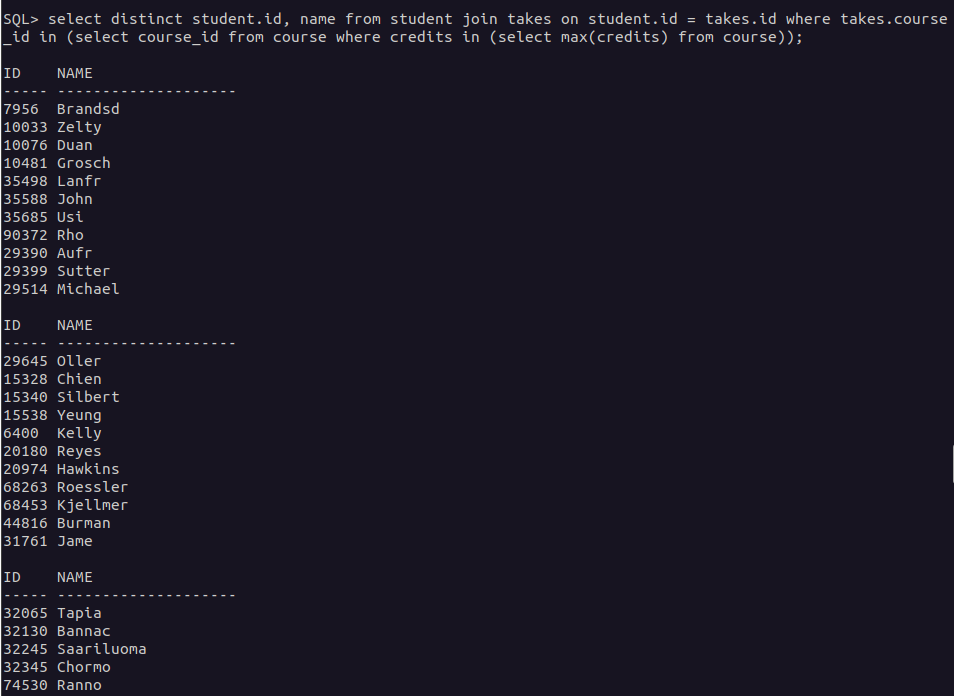 SQL> select distinct student.id, name from student join takes on student.id = takes.id where takes.course
_id in (select course_id from course where credits in (select max(credits) from course));
ID    NAME
----- --------------------
7956  Brandsd
10033 Zelty
10076 Duan
10481 Grosch
35498 Lanfr
35588 John
35685 Usi
90372 Rho
29390 Aufr
29399 Sutter
29514 Michael
ID    NAME
----- --------------------
29645 Oller
15328 Chien
15340 Silbert
15538 Yeung
6400  Kelly
20180 Reyes
20974 Hawkins
68263 Roessler
68453 Kjellmer
44816 Burman
31761 Jame
ID    NAME
----- --------------------
32065 Tapia
32130 Bannac
32245 Saariluoma
32345 Chormo
74530 Ranno